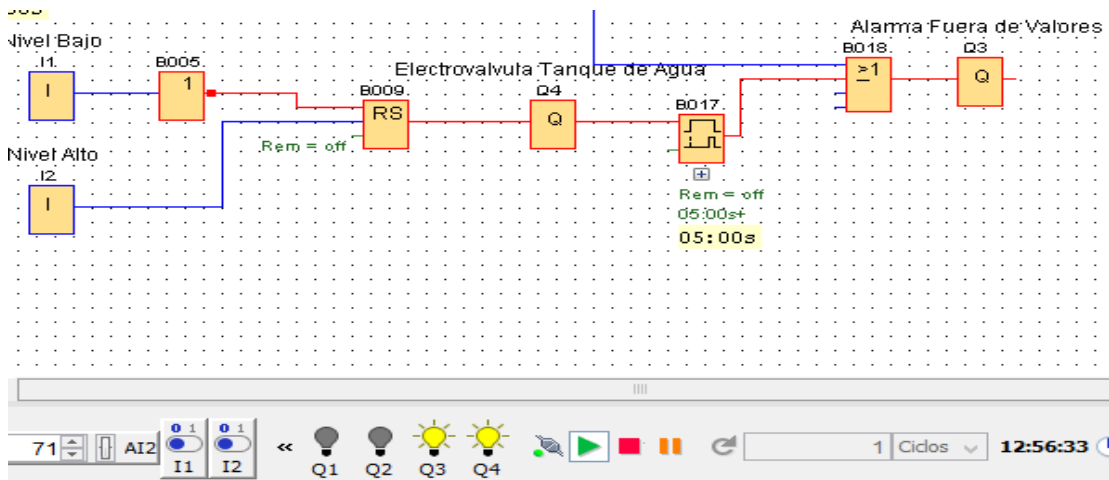 Alarma Fuera de Valores
Nivel Bajo
B018
Q3
I1
B005
Electrovalvula Tanque de Agua
≥1
Q
I
1
B009
Q4
B017
RS
Q
Rem = off
Nivel Alto
I2
I
Rem = off
05:00s+
05:00s
71
AI2
0 1
I1
0 1
I2
«
Q1
Q2
Q3
Q4
1
Ciclos
12:56:33